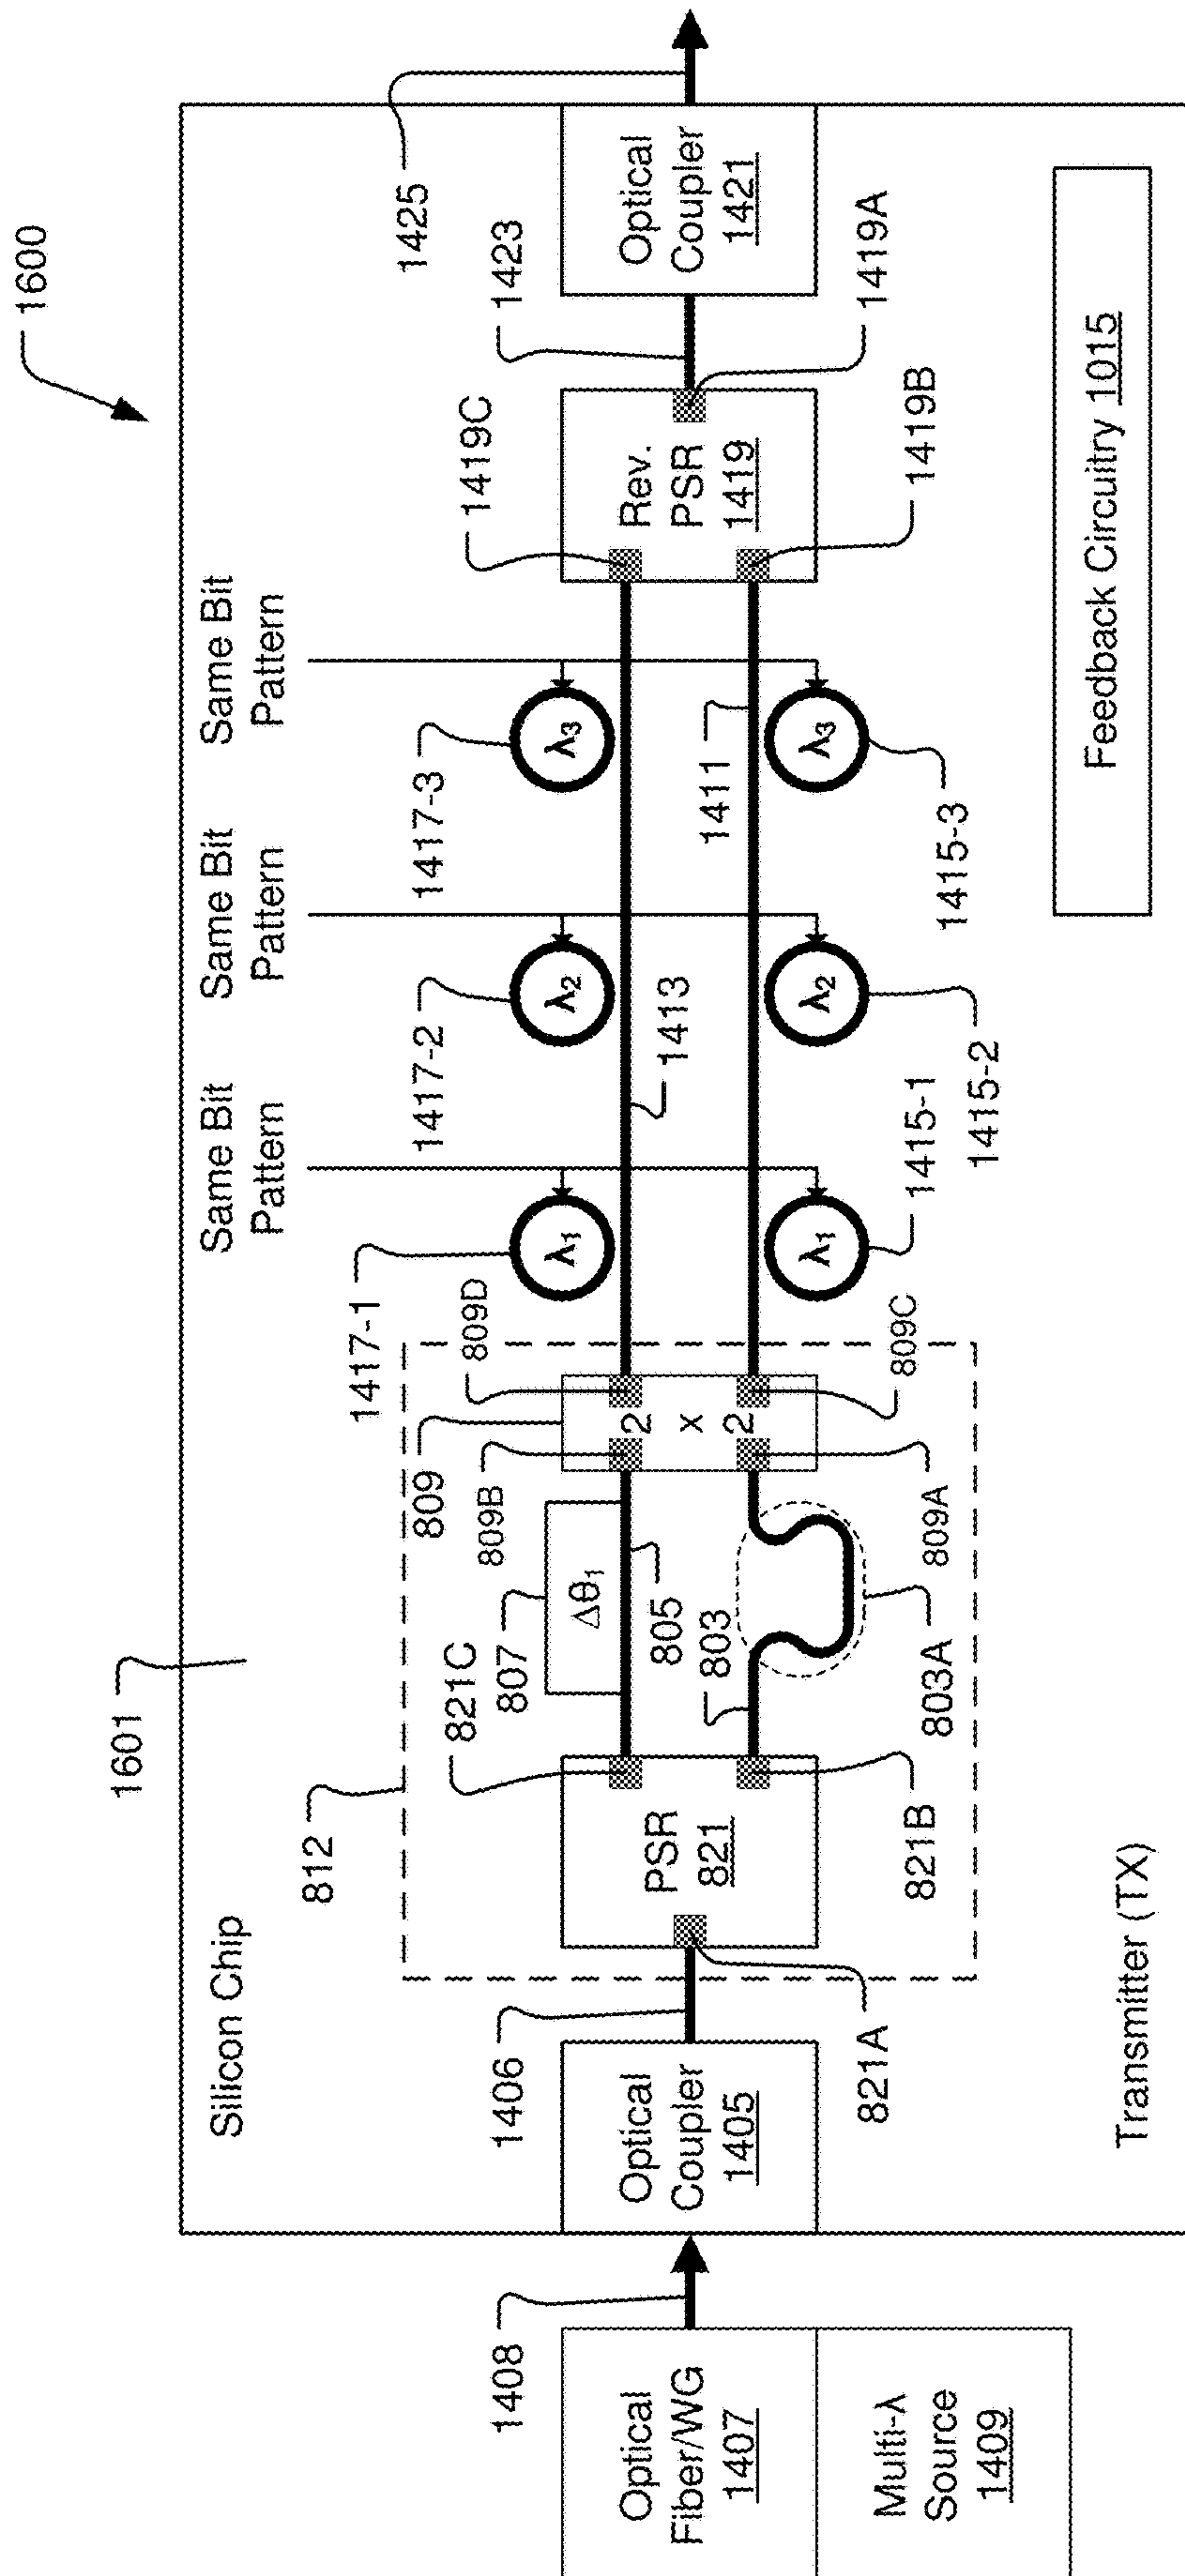 1600
1601
Silicon Chip
812
Same Bit
Pattern
Same Bit
Pattern
Same Bit
Pattern
1408
Optical
Fiber/WG
1407
Multi-λ
Source
1409
Optical
Coupler
1405
1406
821A
PSR
821
821C
821B
807
Δθ₁
805
803
803A
809
809B
809A
2
x
2
809D
809C
1417-1
λ₁
λ₁
1415-1
1413
1417-2
λ₂
λ₂
1415-2
1411
1417-3
λ₃
λ₃
1415-3
1419C
Rev.
PSR
1419
1419B
1419A
1423
Optical
Coupler
1421
1425
Transmitter (TX)
Feedback Circuitry 1015